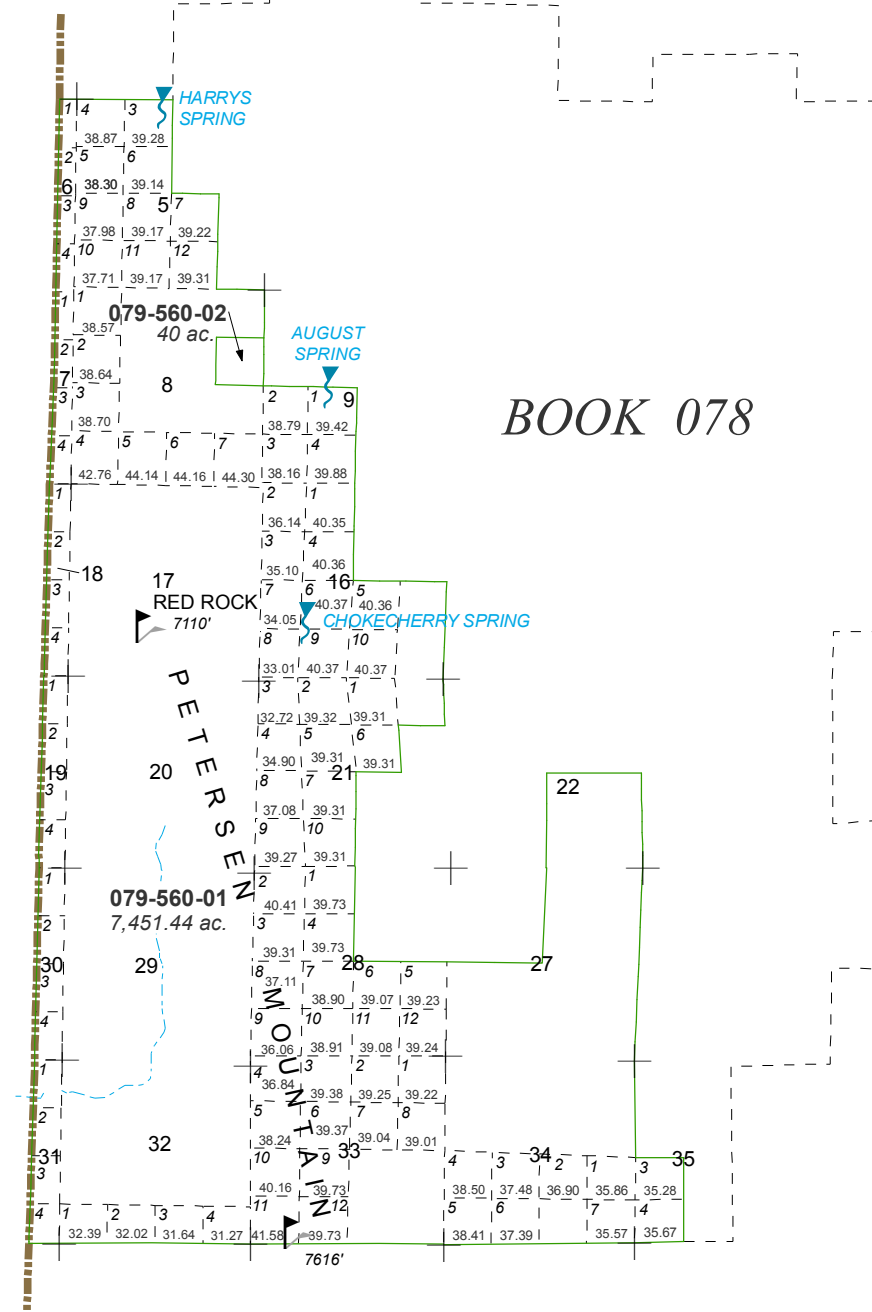 HARRYS
SPRING
1 4 3
38.87 39.28
2 5 6
6 38.30 39.14
3 9 8 5 7
37.98 39.17 39.22
4 10 11 12
37.71 39.17 39.31
1 1
079-560-02
40 ac.
38.57
AUGUST
SPRING
2 2
7 38.64 8
3 3 2 1 9
BOOK 078
38.70 38.79 39.42
4 4 5 6 7 3 4
42.76 44.14 44.16 44.30 38.16 39.88
1 2 1
36.14 40.35
2 3 4
18 17 35.10 40.36
3 7 6 16 5
RED ROCK
7110'
34.05 40.37 40.36
CHOKECHERRY SPRING
4 8 9 10
33.01 40.37 40.37
1 3 2 1
PETERSEN
32.72 39.32 39.31
2 4 5 6
34.90 39.31 39.31
19 20 8 7 21 22
3
37.08 39.31
4 9 10
39.27 39.31
1 2 1
079-560-01
7,451.44 ac.
40.41 39.73
2 3 4
39.31 39.73
30 29 8 7 28 6 5 27
3
37.11
MOUNTAIN
38.90 39.07 39.23
4 9 10 11 12
36.06 38.91 39.08 39.24
1 4 3 2 1
36.84 39.38 39.25 39.22
2 5 6 7 8
32 38.24 39.37 39.04 39.01
31 10 9 33 4 3 34 2 1 3 35
3
40.16 39.73 38.50 37.48 36.90 35.86 35.28
4 1 2 3 4 11 12 5 6 7 4
32.39 32.02 31.64 31.27 41.58 39.73 38.41 37.39 35.57 35.67
7616'